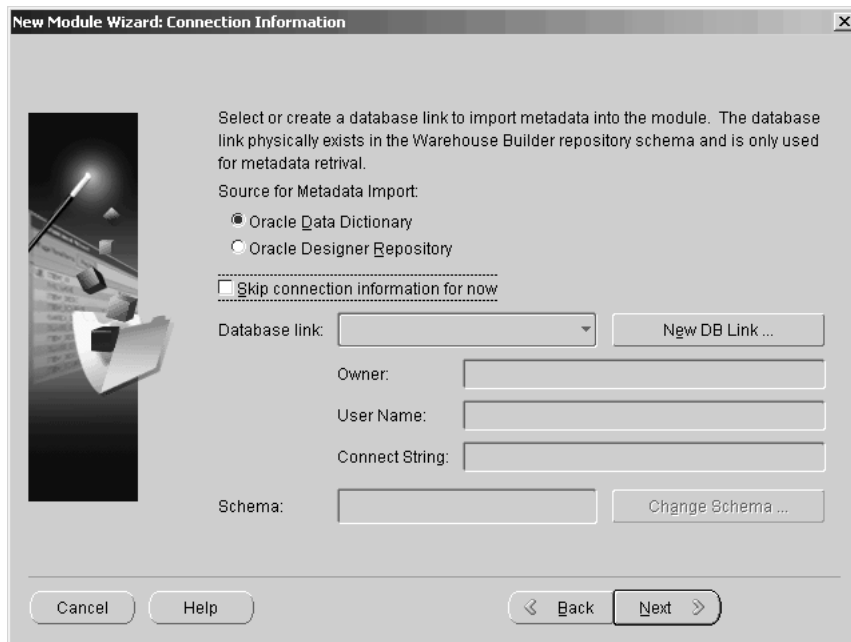 New Module Wizard: Connection Information
Select or create a database link to import metadata into the module. The database
link physically exists in the Warehouse Builder repository schema and is only used
for metadata retrival.
Source for Metadata Import:
Oracle Data Dictionary
Oracle Designer Repository
Skip connection information for now
Database link:
New DB Link ...
Owner:
User Name:
Connect String:
Schema:
Change Schema ...
Cancel
Help
Back
Next